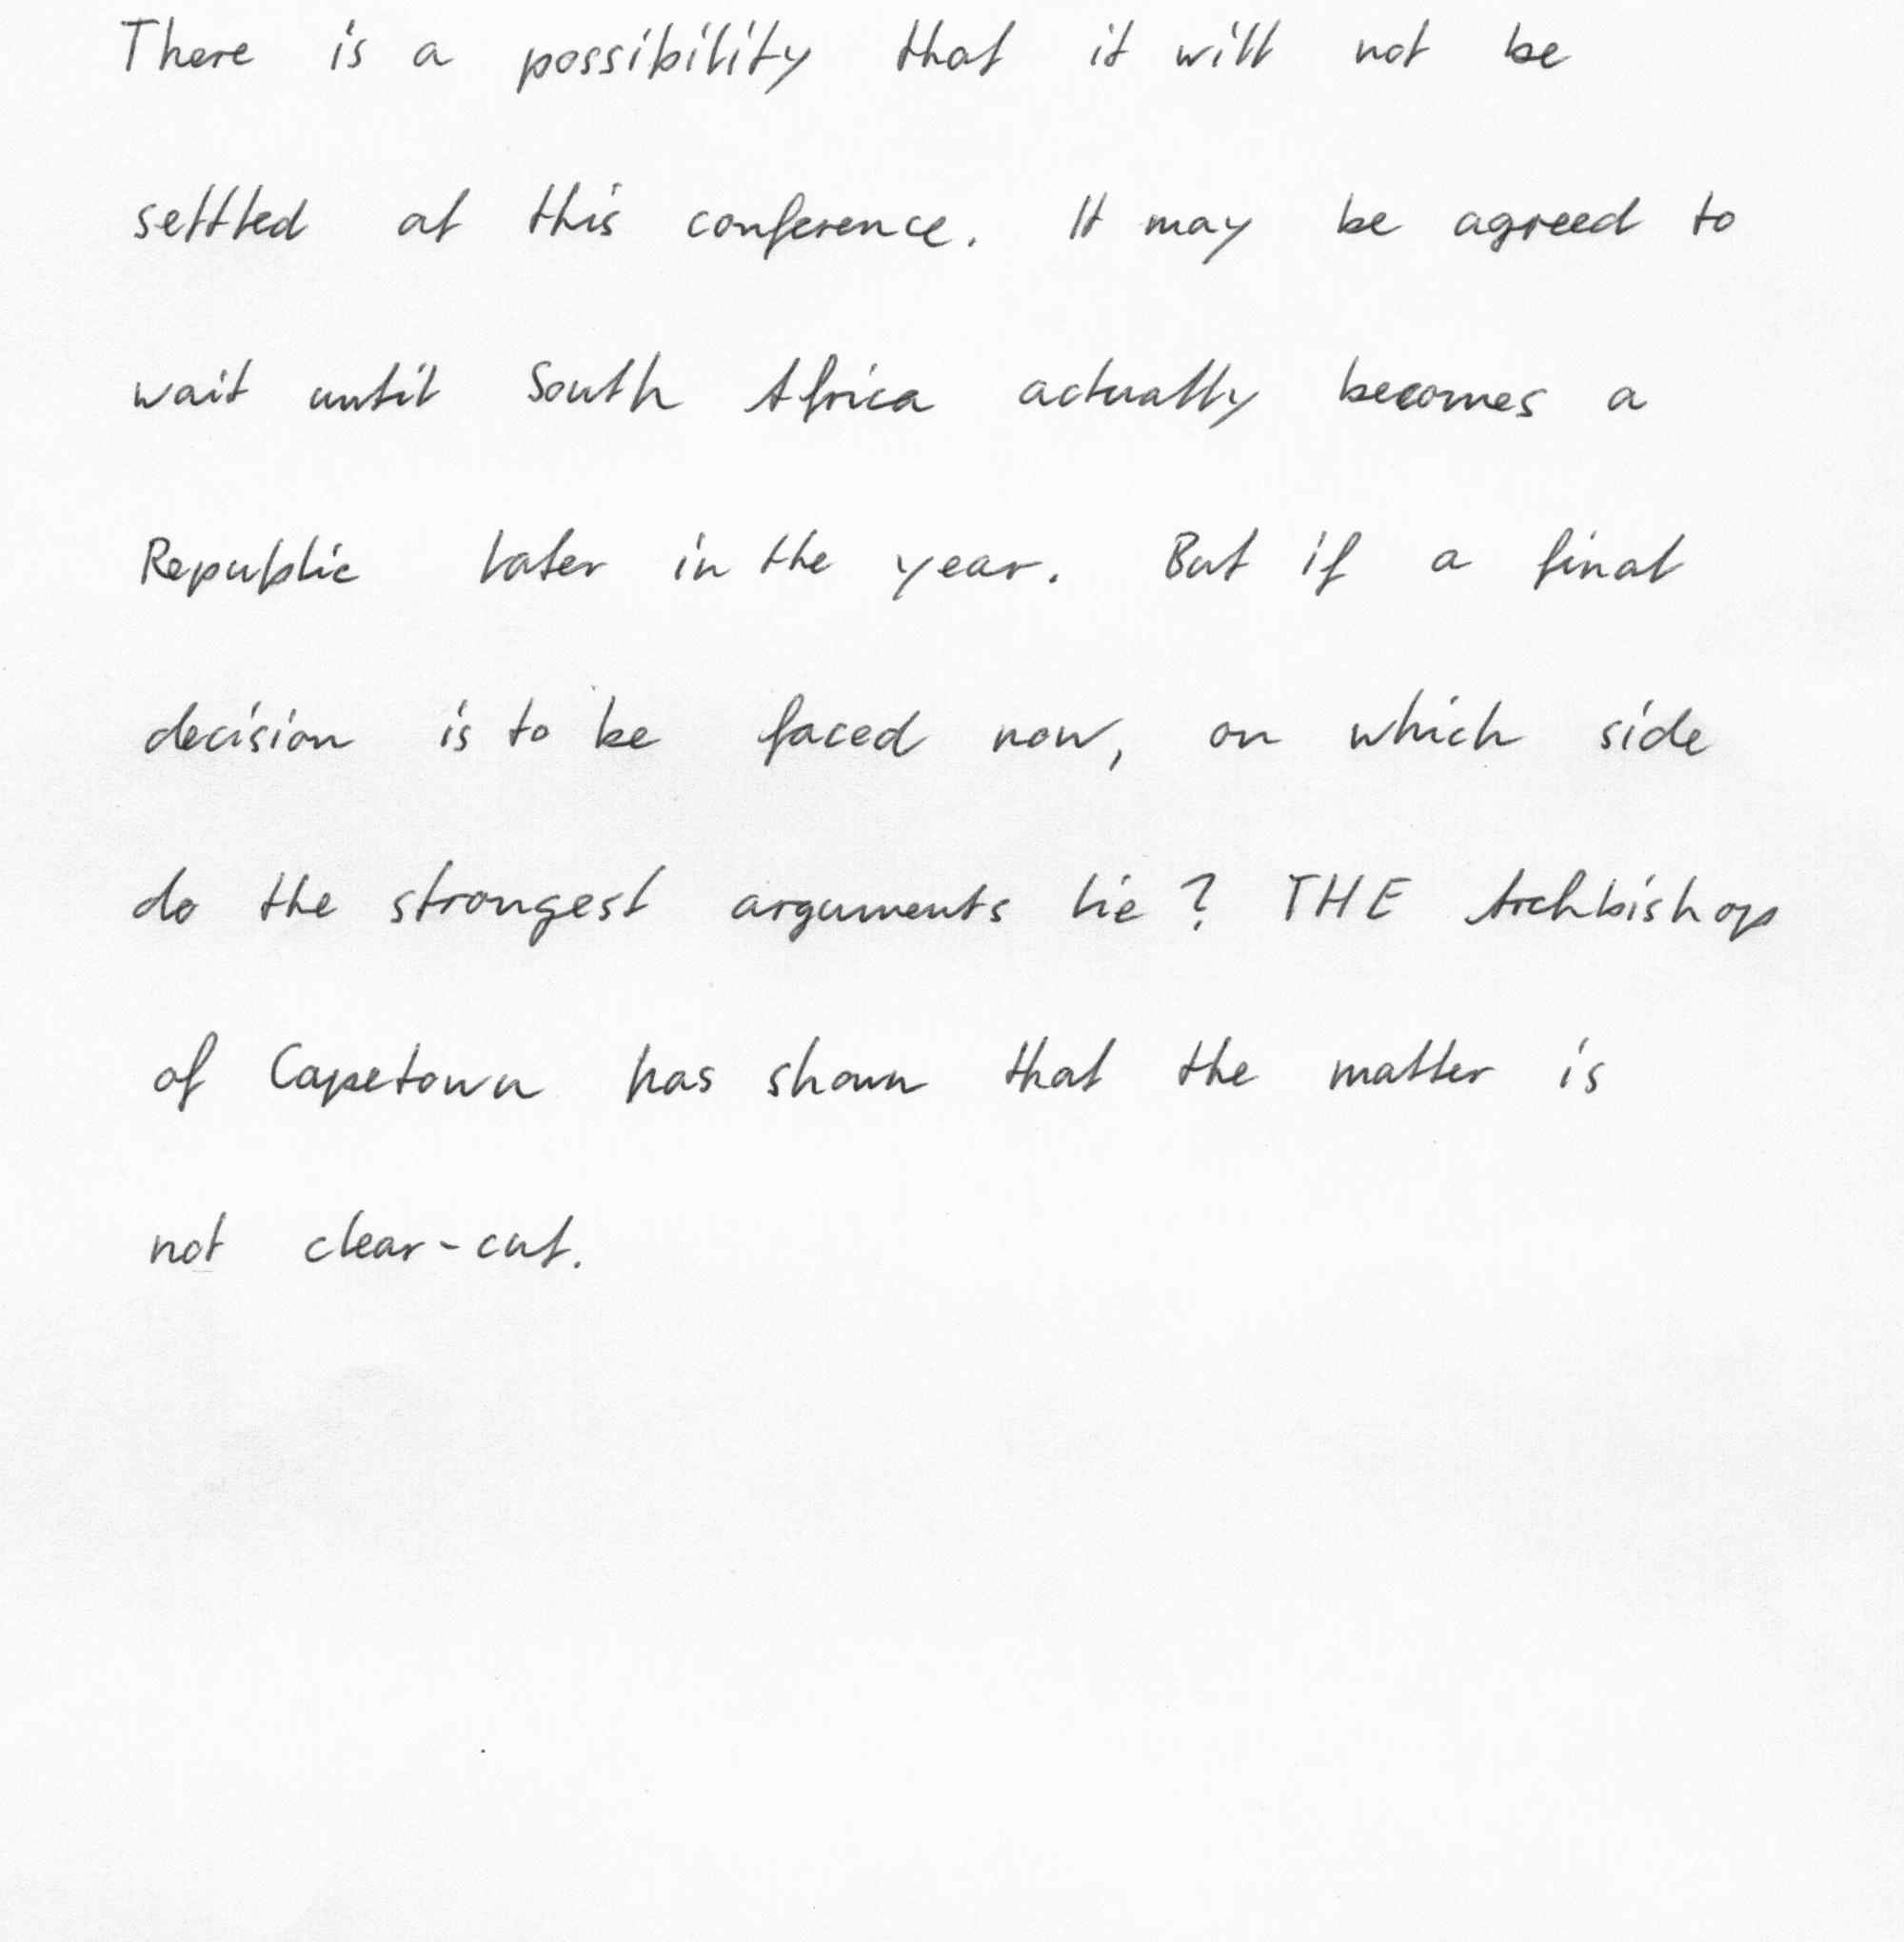 There is a possibility that it will not be
settled at this conference. It may be agreed to
wait until South Africa actually becomes a
Republic later in the year. But if a final
decision is to be faced now, on which side
do the strongest arguments lie? THE Archbishop
of Capetown has shown that the matter is
not clear-cut.